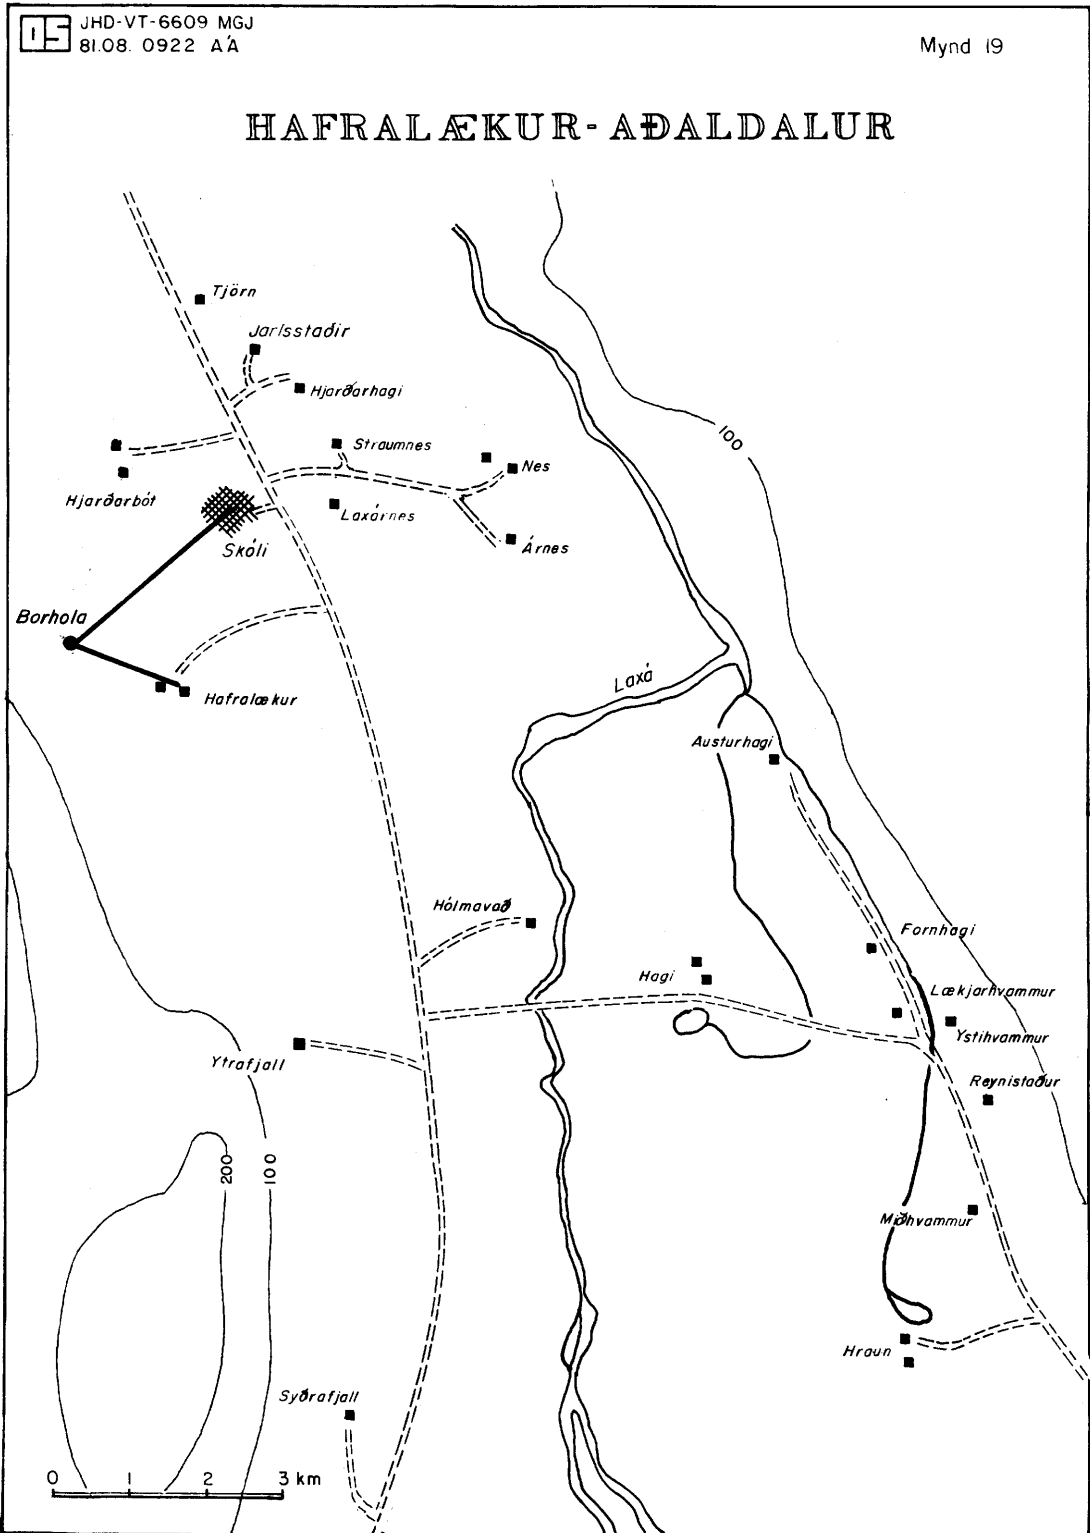 OS JHD-VT-6609 MGJ
81.08. 0922 AÁ
Mynd 19
HAFRALÆKUR-AÐALDALUR
Tjörn
Jarlsstaðir
Hjarðarhagi
100
Straumnes
Nes
Hjarðarból
Laxárnes
Skóli
Árnes
Borhola
Laxá
Hafralækur
Austurhagi
Hólmavað
Fornhagi
Hagi
Lækjarhvammur
Ystihvammur
Ytrafjall
Reynistaður
200
100
Miðhvammur
Hraun
Syðrafjall
0 1 2 3 km